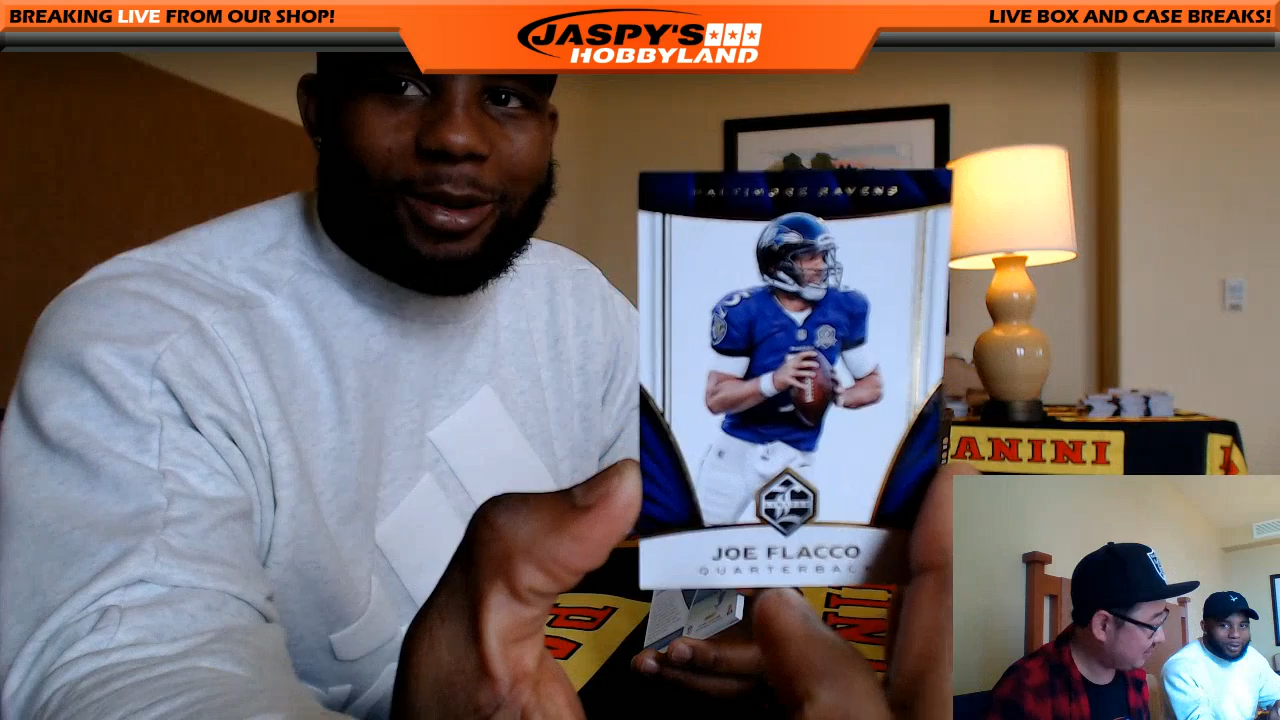 BREAKING LIVE FROM OUR SHOP!
JASPY'S
HOBBYLAND
LIVE BOX AND CASE BREAKS!
BALTIMORE RAVENS
JOE FLACCO
QUARTERBACK
ANINI